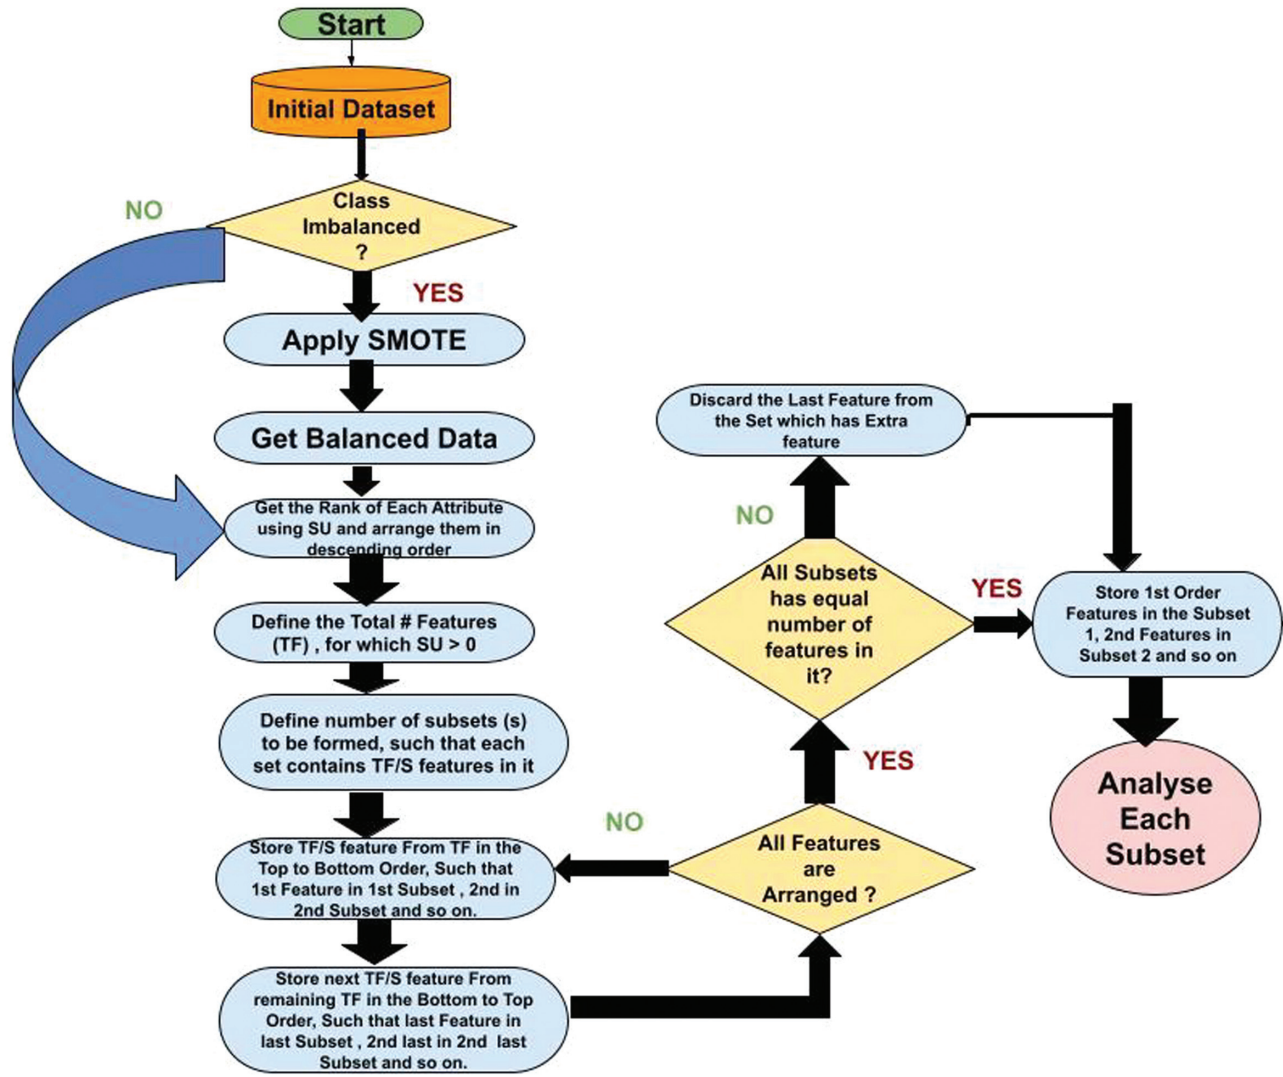 Start
Initial Dataset
Class
Imbalanced
?
NO
YES
Apply SMOTE
Get Balanced Data
Get the Rank of Each Attribute
using SU and arrange them in
descending order
Define the Total # Features
(TF) , for which SU > 0
Define number of subsets (s)
to be formed, such that each
set contains TF/S features in it
Store TF/S feature From TF in the
Top to Bottom Order, Such that
1st Feature in 1st Subset , 2nd in
2nd Subset and so on.
Store next TF/S feature From
remaining TF in the Bottom to Top
Order, Such that last Feature in
last Subset , 2nd last in 2nd last
Subset and so on.
All Features
are
Arranged ?
NO
YES
All Subsets
has equal
number of
features in
it?
NO
YES
Discard the Last Feature from
the Set which has Extra
feature
Store 1st Order
Features in the Subset
1, 2nd Features in
Subset 2 and so on
Analyse
Each
Subset